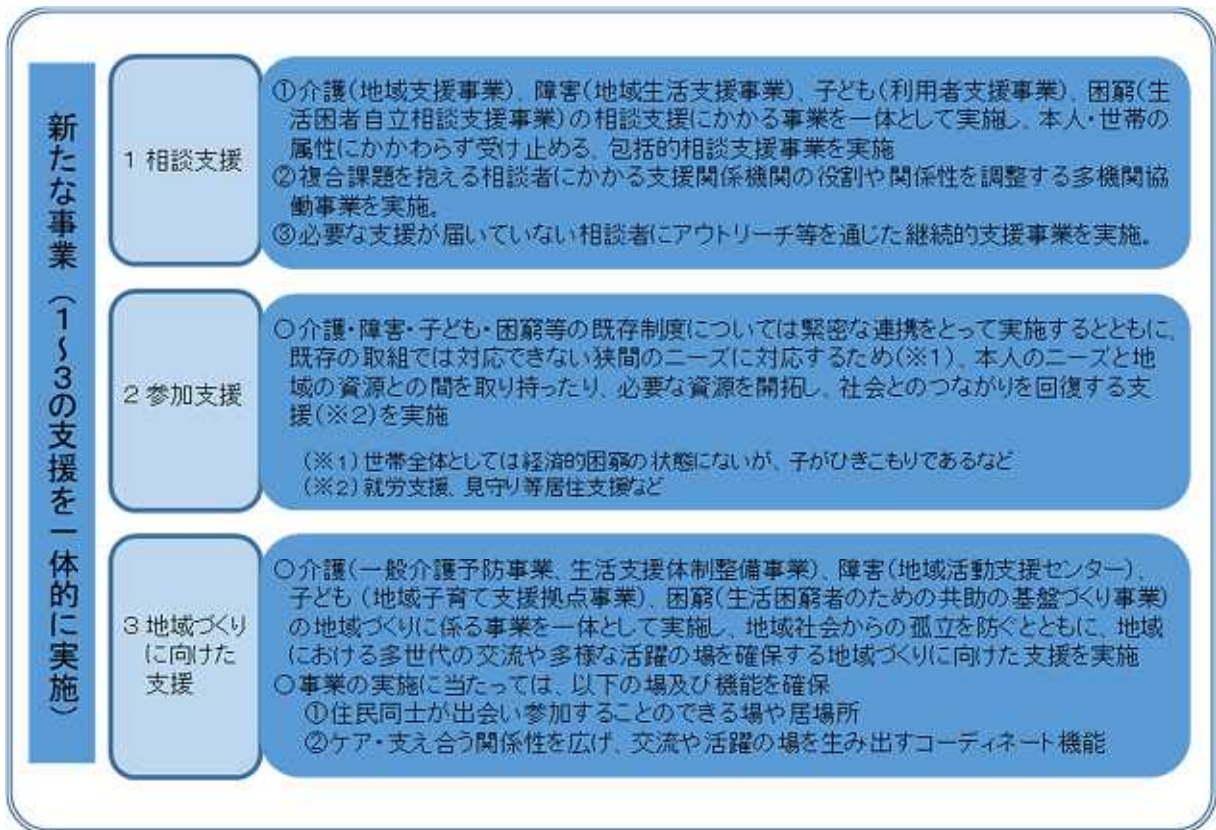 新たな事業（1～3の支援を一体的に実施）
1 相談支援
①介護(地域支援事業)、障害(地域生活支援事業)、子ども(利用者支援事業)、困窮(生
活困者自立相談支援事業)の相談支援にかかる事業を一体として実施し、本人・世帯の
属性にかかわらず受け止める、包括的相談支援事業を実施
②複合課題を抱える相談者にかかる支援関係機関の役割や関係性を調整する多機関協
働事業を実施。
③必要な支援が届いていない相談者にアウトリーチ等を通じた継続的支援事業を実施。
2 参加支援
○介護・障害・子ども・困窮等の既存制度については緊密な連携をとって実施するとともに、
既存の取組では対応できない狭間のニーズに対応するため(※1)、本人のニーズと地
域の資源との間を取り持ったり、必要な資源を開拓し、社会とのつながりを回復する支
援(※2)を実施
(※1)世帯全体としては経済的困窮の状態にないが、子がひきこもりであるなど
(※2)就労支援、見守り等居住支援など
3 地域づくり
に向けた
支援
○介護(一般介護予防事業、生活支援体制整備事業)、障害(地域活動支援センター)、
子ども(地域子育て支援拠点事業)、困窮(生活困窮者のための共助の基盤づくり事業)
の地域づくりに係る事業を一体として実施し、地域社会からの孤立を防ぐとともに、地域
における多世代の交流や多様な活躍の場を確保する地域づくりに向けた支援を実施
○事業の実施に当たっては、以下の場及び機能を確保
①住民同士が出会い参加することのできる場や居場所
②ケア・支え合う関係性を広げ、交流や活躍の場を生み出すコーディネート機能